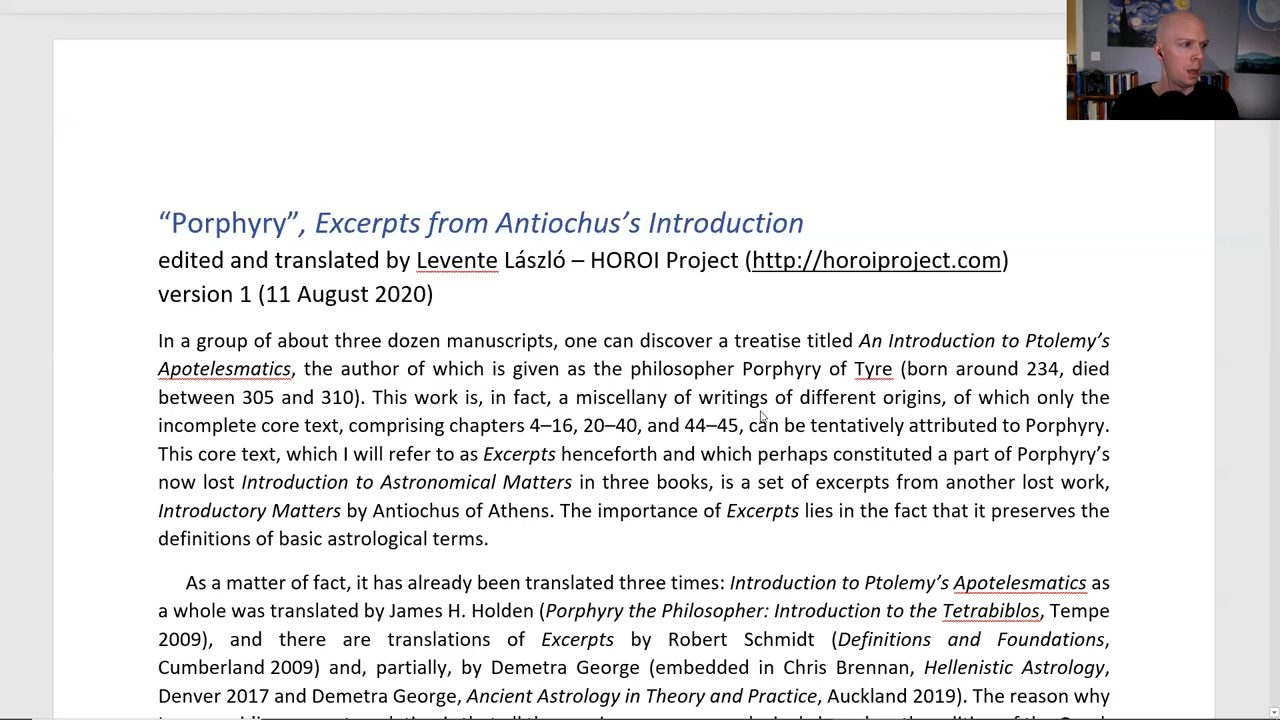 “Porphyry”, Excerpts from Antiochus’s Introduction
edited and translated by Levente László – HOROI Project (http://horoiproject.com)
version 1 (11 August 2020)
In a group of about three dozen manuscripts, one can discover a treatise titled An Introduction to Ptolemy’s
Apotelesmatics, the author of which is given as the philosopher Porphyry of Tyre (born around 234, died
between 305 and 310). This work is, in fact, a miscellany of writings of different origins, of which only the
incomplete core text, comprising chapters 4–16, 20–40, and 44–45, can be tentatively attributed to Porphyry.
This core text, which I will refer to as Excerpts henceforth and which perhaps constituted a part of Porphyry’s
now lost Introduction to Astronomical Matters in three books, is a set of excerpts from another lost work,
Introductory Matters by Antiochus of Athens. The importance of Excerpts lies in the fact that it preserves the
definitions of basic astrological terms.
As a matter of fact, it has already been translated three times: Introduction to Ptolemy’s Apotelesmatics as
a whole was translated by James H. Holden (Porphyry the Philosopher: Introduction to the Tetrabiblos, Tempe
2009), and there are translations of Excerpts by Robert Schmidt (Definitions and Foundations,
Cumberland 2009) and, partially, by Demetra George (embedded in Chris Brennan, Hellenistic Astrology,
Denver 2017 and Demetra George, Ancient Astrology in Theory and Practice, Auckland 2019). The reason why